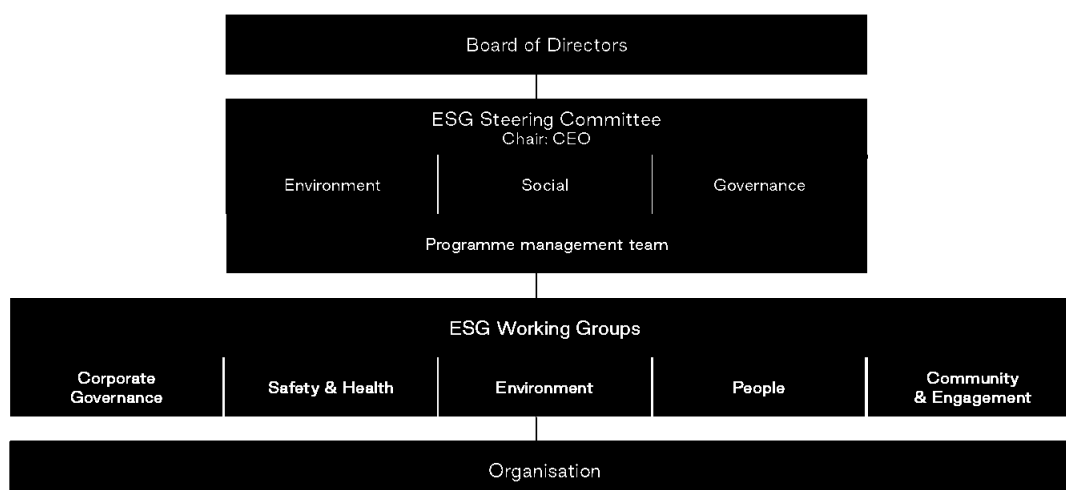 Board of Directors
ESG Steering Committee
Chair: CEO
Environment
Social
Governance
Programme management team
ESG Working Groups
Corporate
Governance
Safety & Health
Environment
People
Community
& Engagement
Organisation